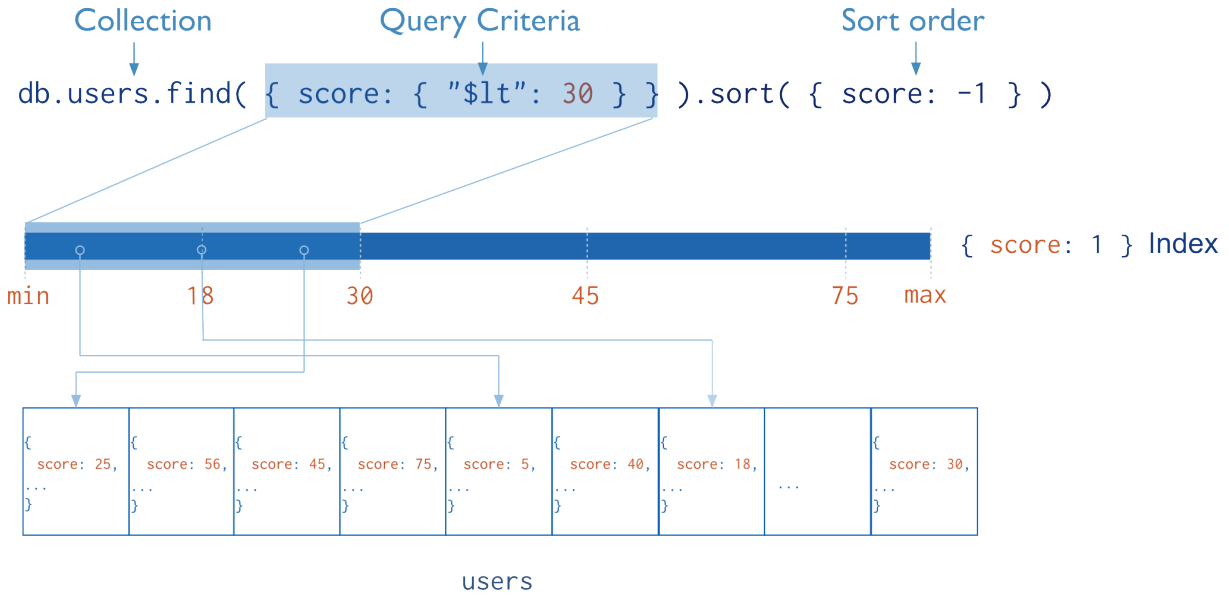 Collection Query Criteria Sort order
db.users.find( { score: { "$lt": 30 } } ).sort( { score: -1 } )
{ score: 1 } Index
min 18 30 45 75 max
{ { { { { { { {
score: 25, score: 56, score: 45, score: 75, score: 5, score: 40, score: 18, score: 30,
... ... ... ... ... ... ... ... ...
} } } } } } } }
users